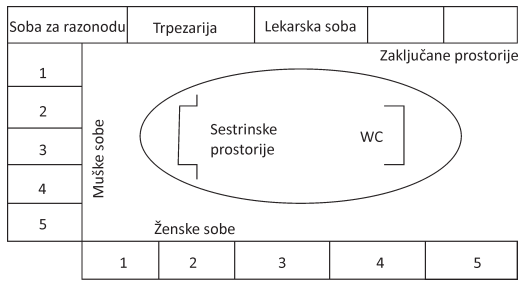 Soba za razonodu
Trpezarija
Lekarska soba
Zaključane prostorije
1
2
3
4
5
Muške sobe
Sestrinske
prostorije
WC
Ženske sobe
1
2
3
4
5